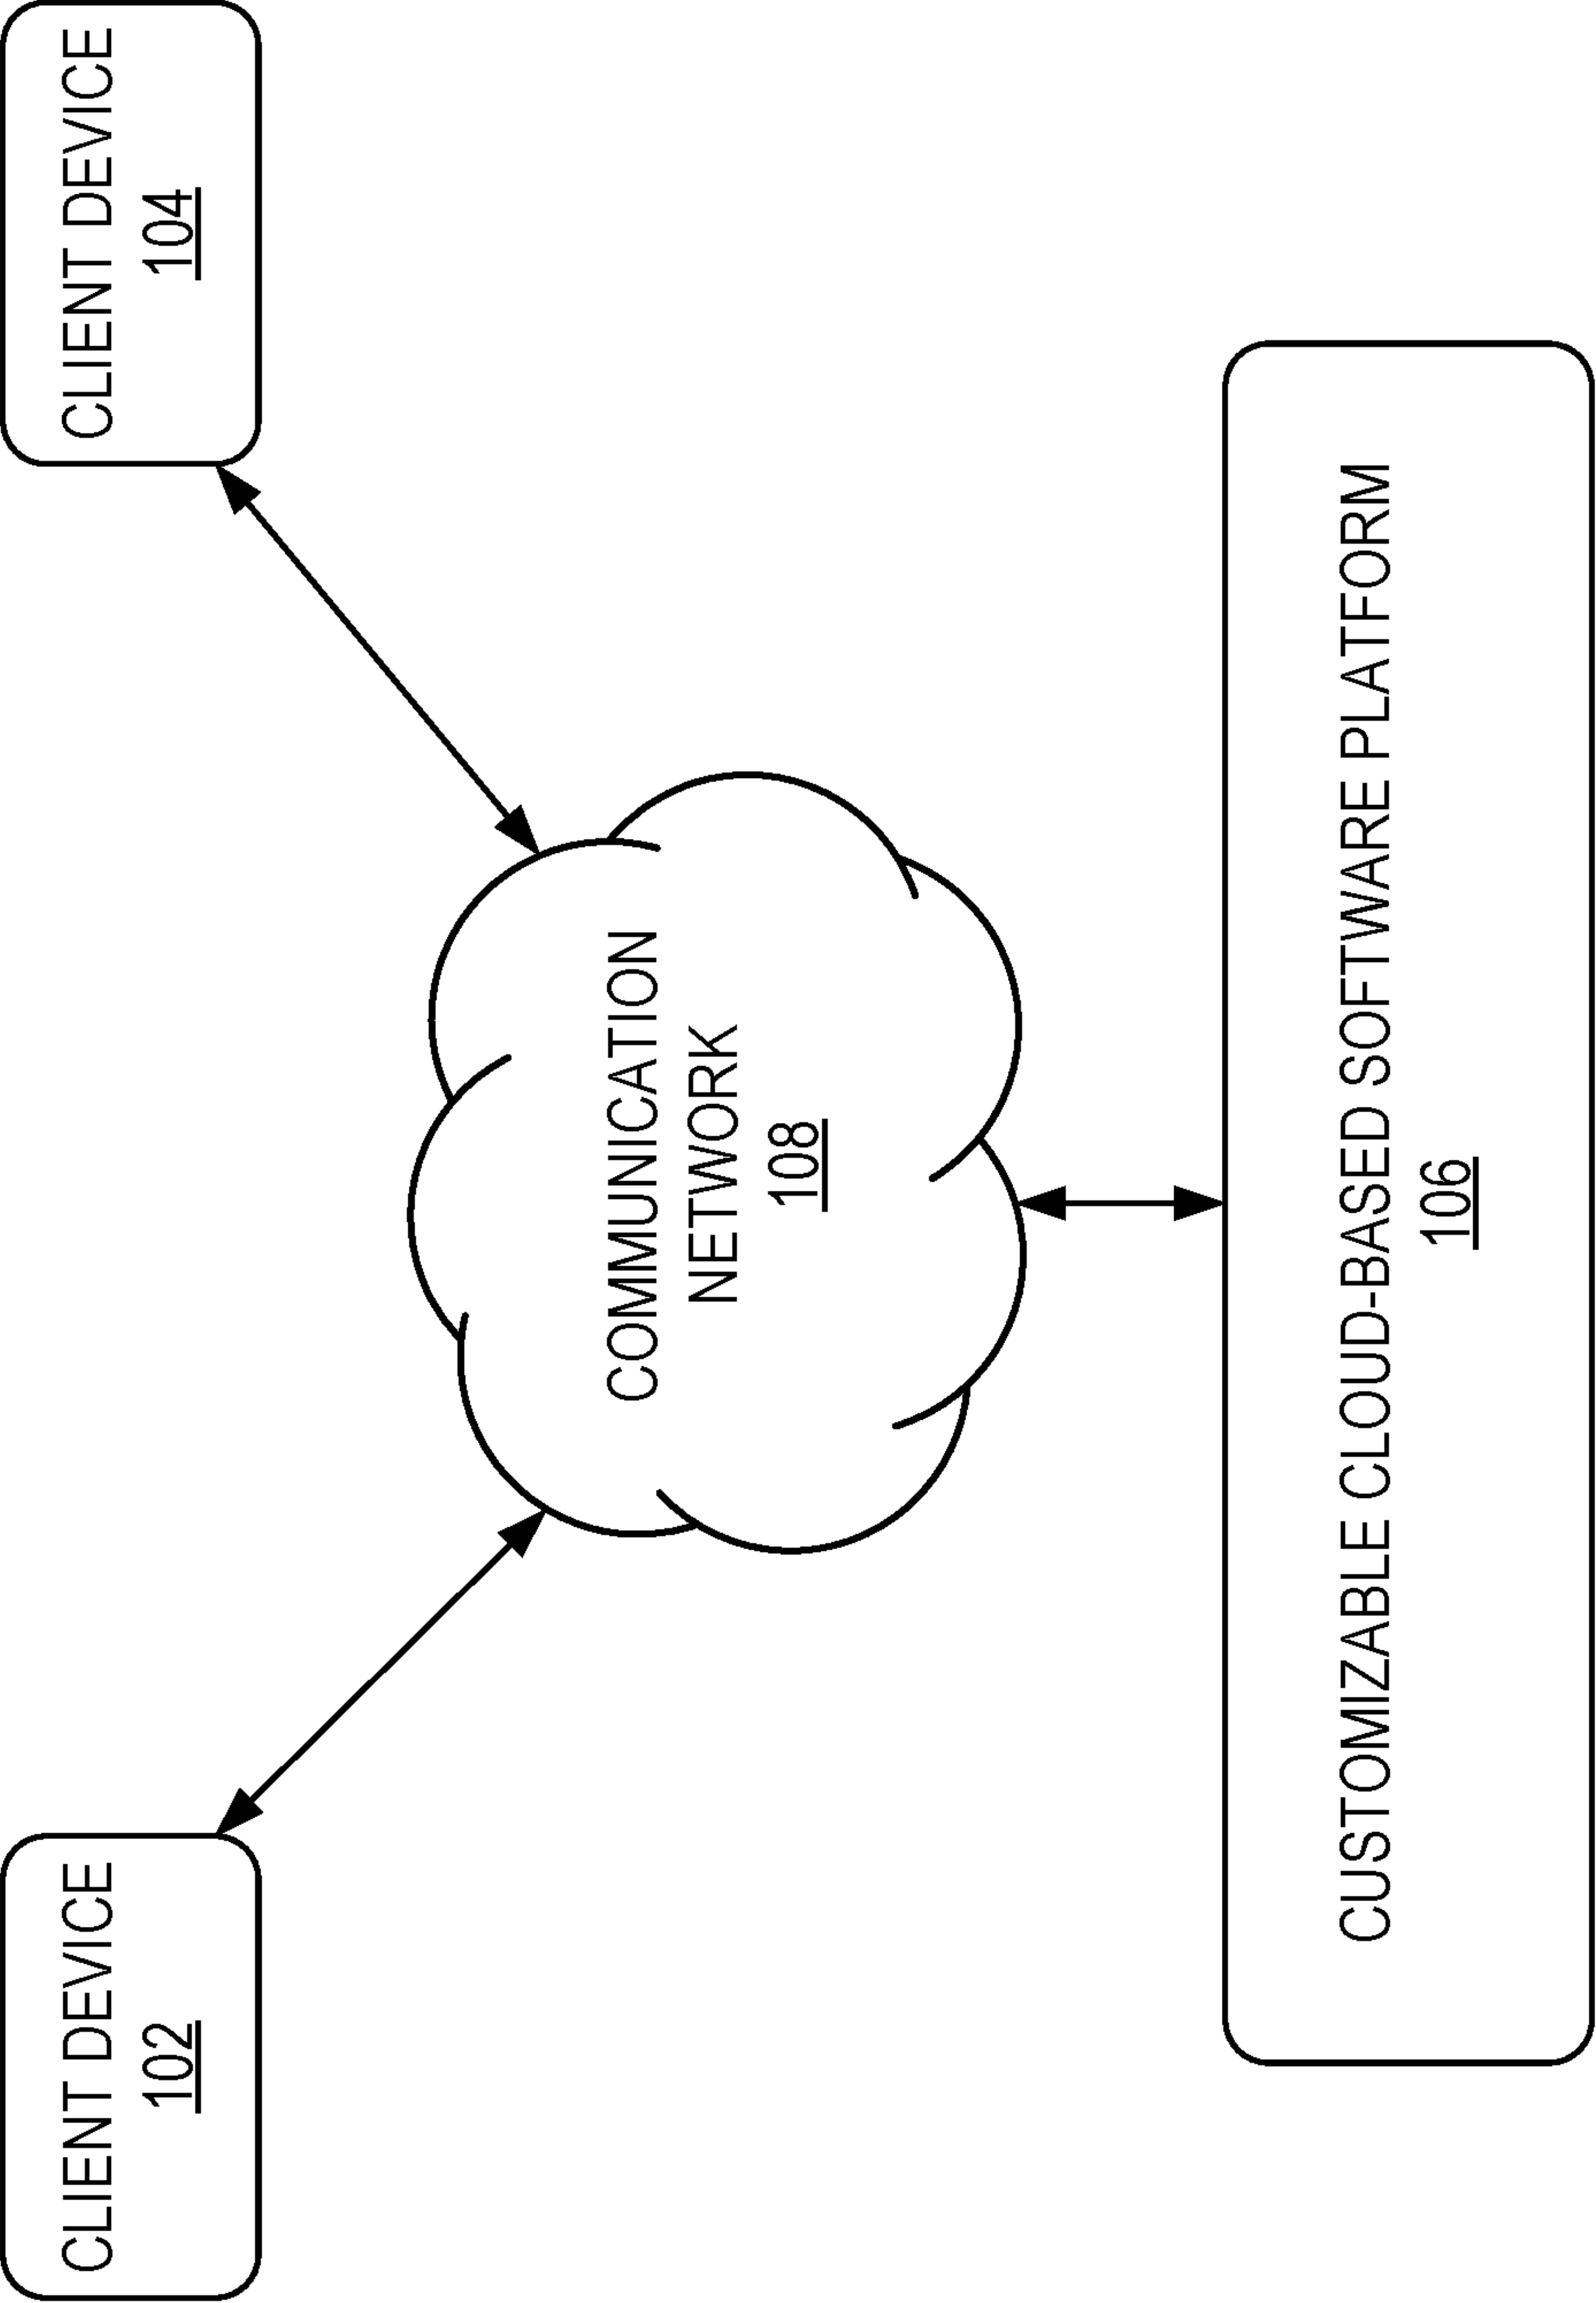 CLIENT DEVICE
102
CLIENT DEVICE
104
COMMUNICATION
NETWORK
108
CUSTOMIZABLE CLOUD-BASED SOFTWARE PLATFORM
106